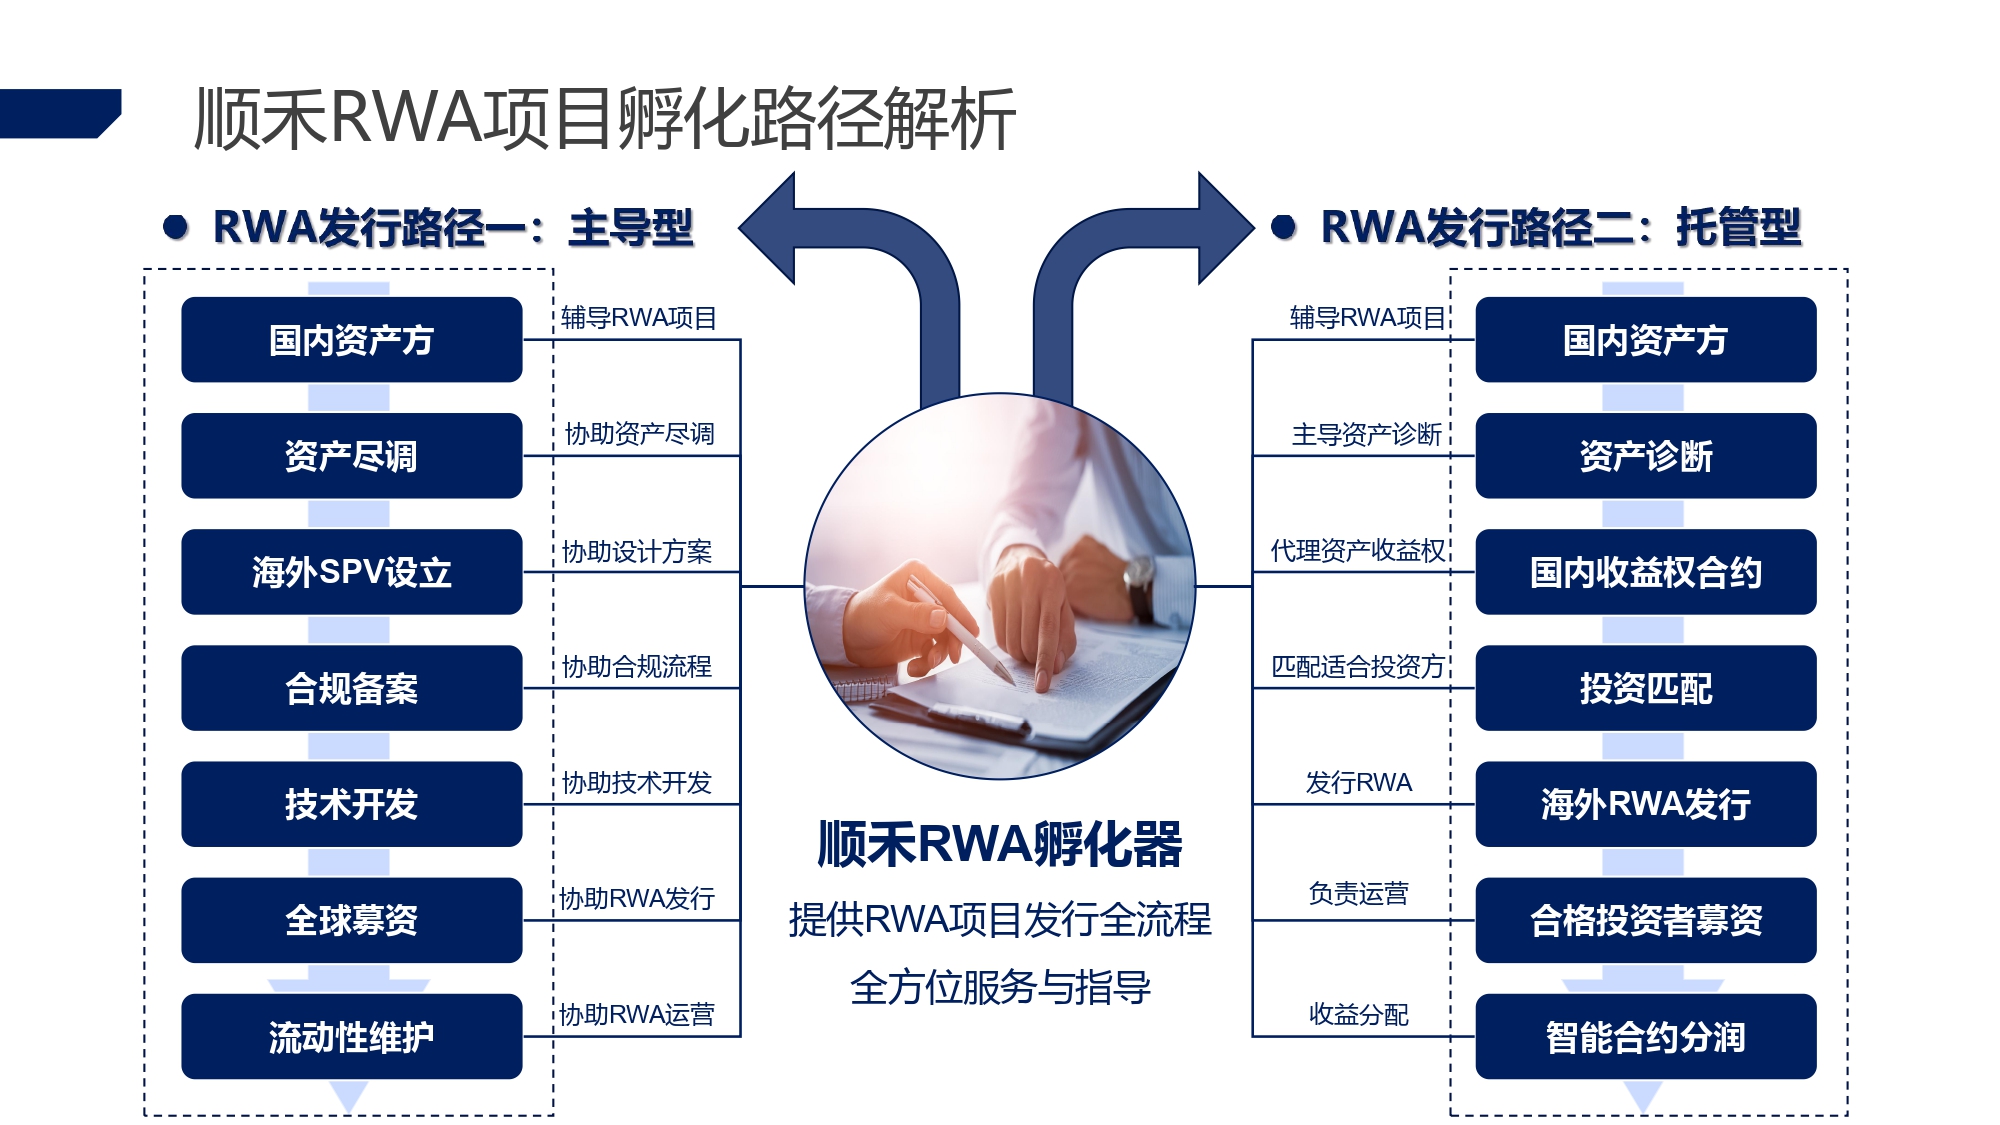 顺禾RWA项目孵化路径解析
RWA发行路径一：主导型
国内资产方
资产尽调
海外SPV设立
合规备案
技术开发
全球募资
流动性维护
辅导RWA项目
协助资产尽调
协助设计方案
协助合规流程
协助技术开发
协助RWA发行
协助RWA运营
顺禾RWA孵化器
提供RWA项目发行全流程
全方位服务与指导
RWA发行路径二：托管型
辅导RWA项目
主导资产诊断
代理资产收益权
匹配适合投资方
发行RWA
负责运营
收益分配
国内资产方
资产诊断
国内收益权合约
投资匹配
海外RWA发行
合格投资者募资
智能合约分润